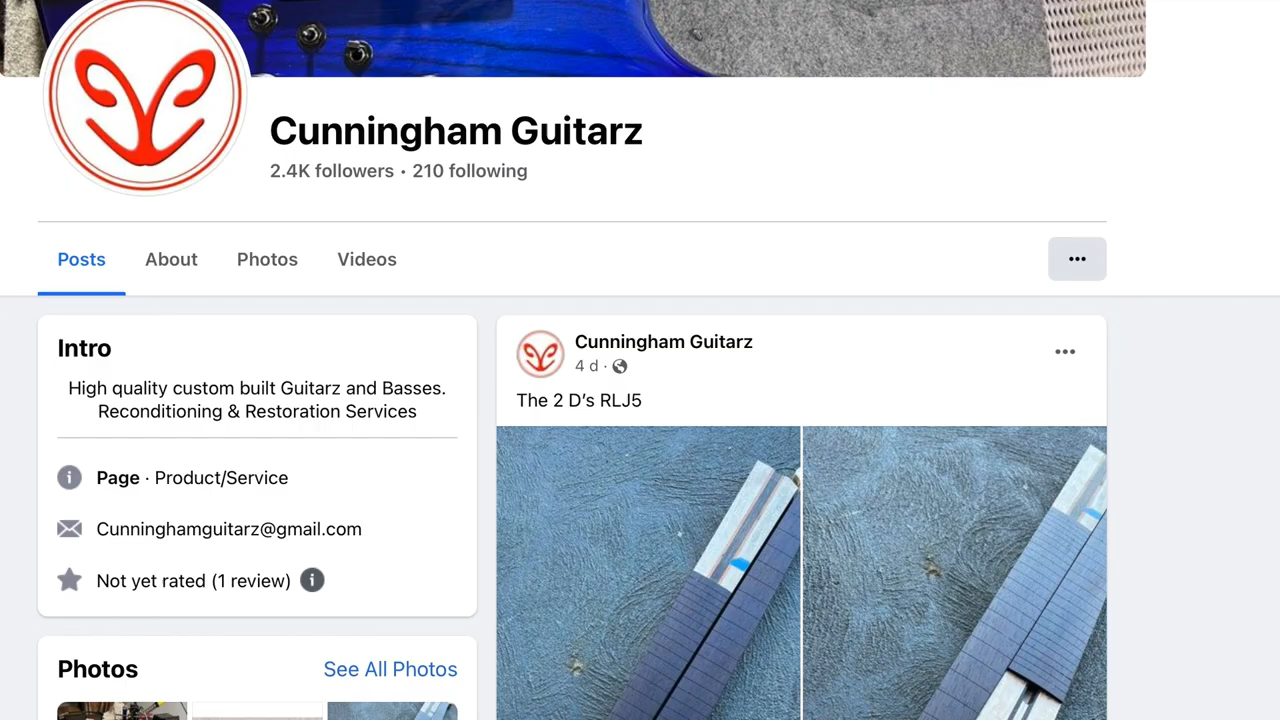 Cunningham Guitarz
2.4K followers · 210 following
Posts
About
Photos
Videos
Intro
High quality custom built Guitarz and Basses.
Reconditioning & Restoration Services
Page · Product/Service
Cunninghamguitarz@gmail.com
Not yet rated (1 review)
Photos
See All Photos
Cunningham Guitarz
4 d ·
The 2 D's RLJ5